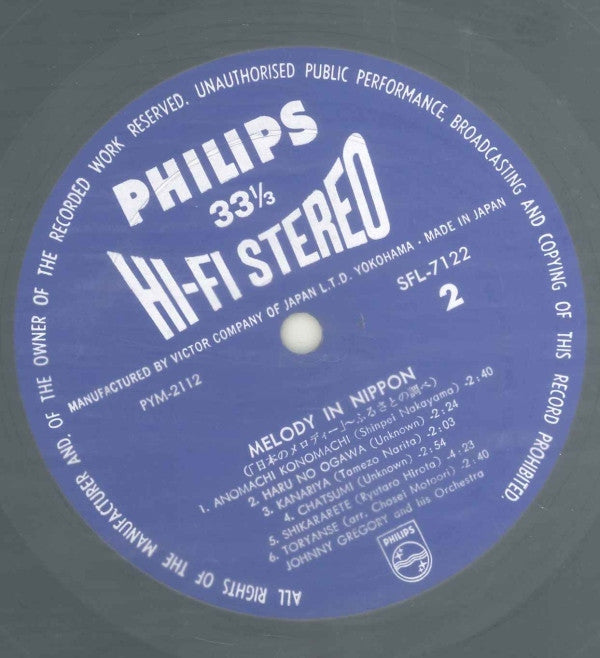 ALL RIGHTS OF THE MANUFACTURER AND OF THE OWNER OF THE RECORDED WORK RESERVED. UNAUTHORISED PUBLIC PERFORMANCE, BROADCASTING AND COPYING OF THIS RECORD PROHIBITED.
PHILIPS
33⅓
HI-FI STEREO
MANUFACTURED BY VICTOR COMPANY OF JAPAN L.T.D. YOKOHAMA · MADE IN JAPAN
PYM-2112
SFL-7122
2
MELODY IN NIPPON
(「日本のメロディー」~ふるさとの調べ)
1. ANOMACHI KONOMACHI (Shinpei Nakayama) -2:40
2. HARU NO OGAWA (Unknown) -2:24
3. KANARIYA (Tamezo Narita) -2:03
4. CHATSUMI (Unknown) -2:54
5. SHIKARARETE (Ryutaro Hirota) -4:23
6. TORYANSE (arr. Chosei Motoori) -2:40
JOHNNY GREGORY and his Orchestra
PHILIPS